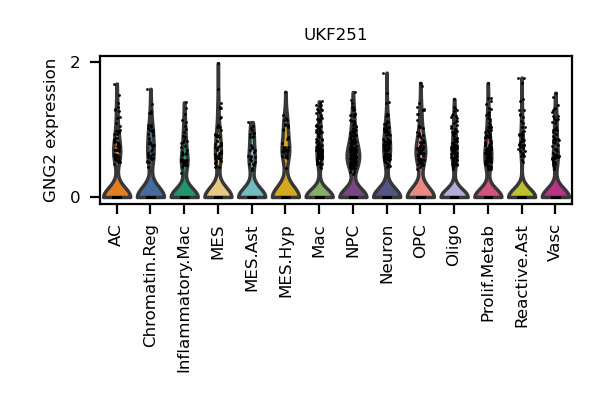 UKF251
GNG2 expression
2
0
AC
Chromatin.Reg
Inflammatory.Mac
MES
MES.Ast
MES.Hyp
Mac
NPC
Neuron
OPC
Oligo
Prolif.Metab
Reactive.Ast
Vasc